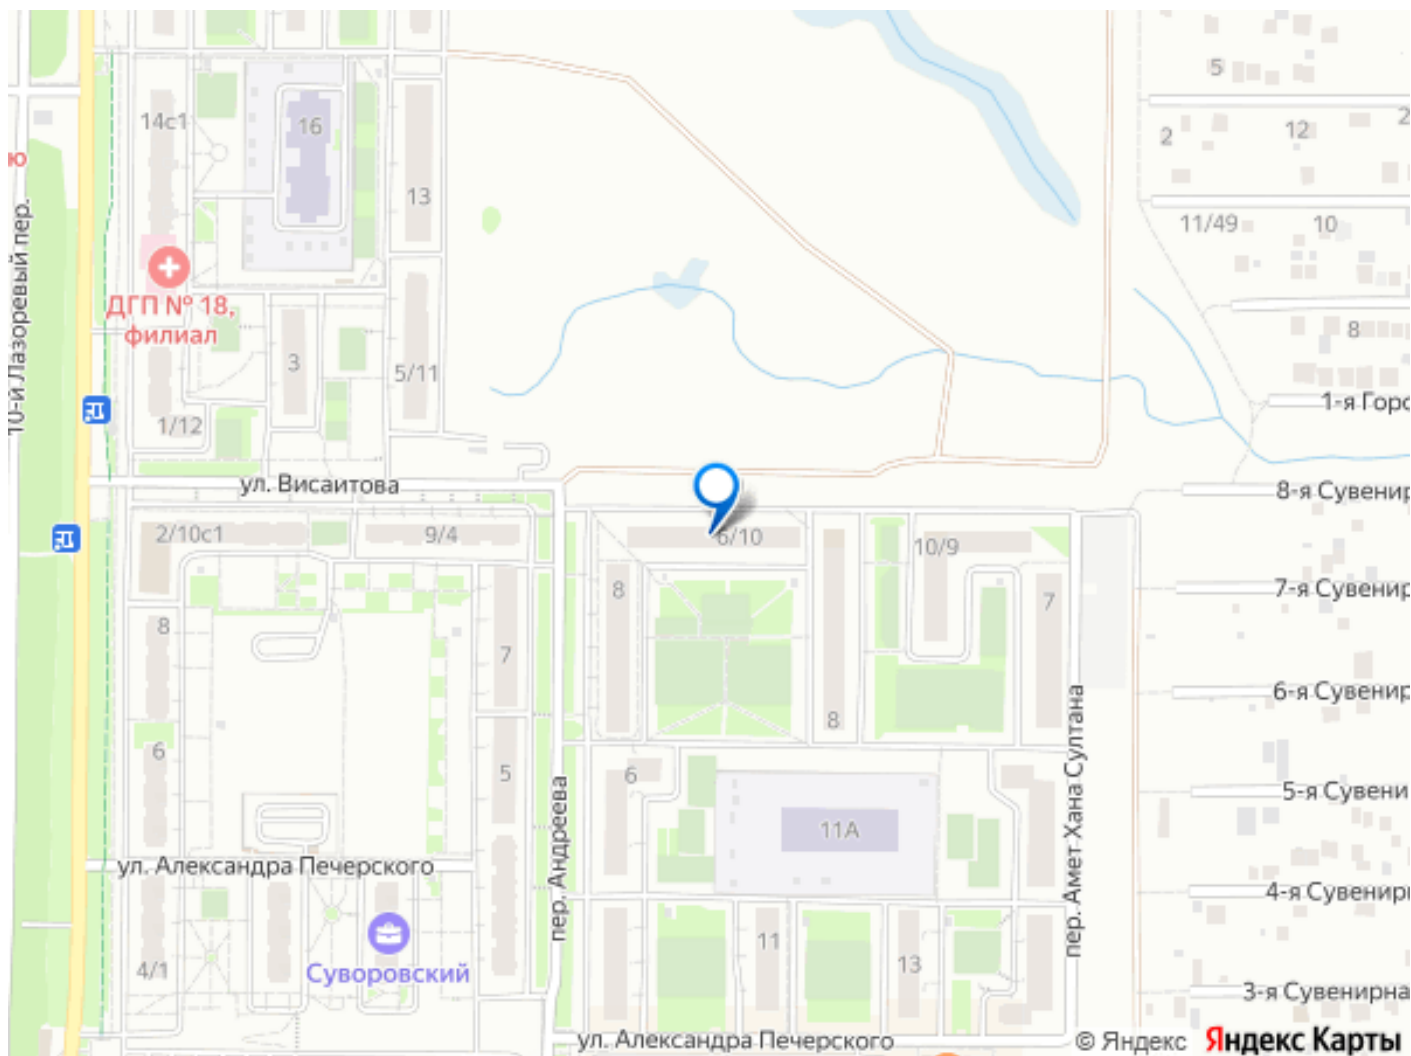 5
14с1
16
2
12
2
13
11/49
10
10-й Лазоревый пер.
ю
ДГП № 18,
филиал
8
3
5/11
1-я Горо
1/12
ул. Висаитова
8-я Сувенир
2/10с1
9/4
6/10
10/9
8
7
7-я Сувенир
8
7
6-я Сувенир
8
6
6
5
5-я Сувени
пер. Андреева
пер. Амет Хана Султана
11А
ул. Александра Печерского
4-я Сувенирн
11
13
4/1
Суворовский
3-я Сувенирна
ул. Александра Печерского
© Яндекс Яндекс Карты